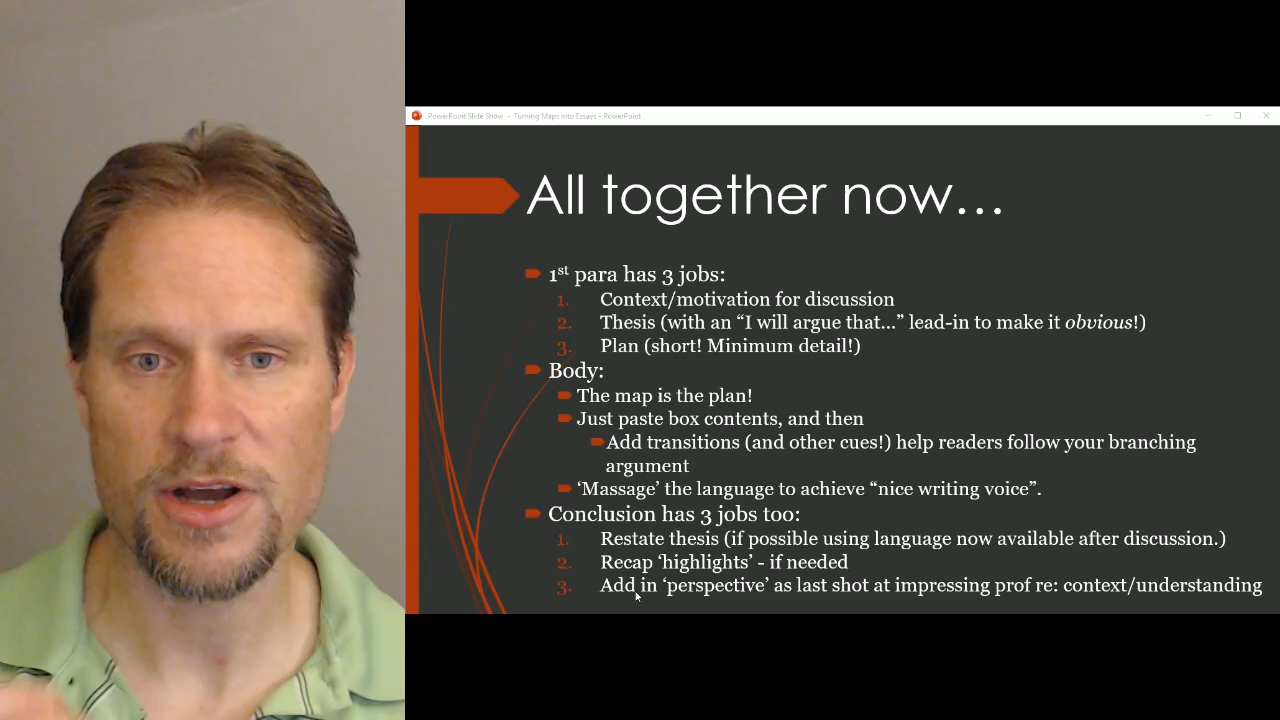 PowerPoint Slide Show - Turning Maps into Essays - PowerPoint
All together now…
1st para has 3 jobs:
1. Context/motivation for discussion
2. Thesis (with an “I will argue that…” lead-in to make it obvious!)
3. Plan (short! Minimum detail!)
Body:
The map is the plan!
Just paste box contents, and then
Add transitions (and other cues!) help readers follow your branching
argument
‘Massage’ the language to achieve “nice writing voice”.
Conclusion has 3 jobs too:
1. Restate thesis (if possible using language now available after discussion.)
2. Recap ‘highlights’ - if needed
3. Add in ‘perspective’ as last shot at impressing prof re: context/understanding